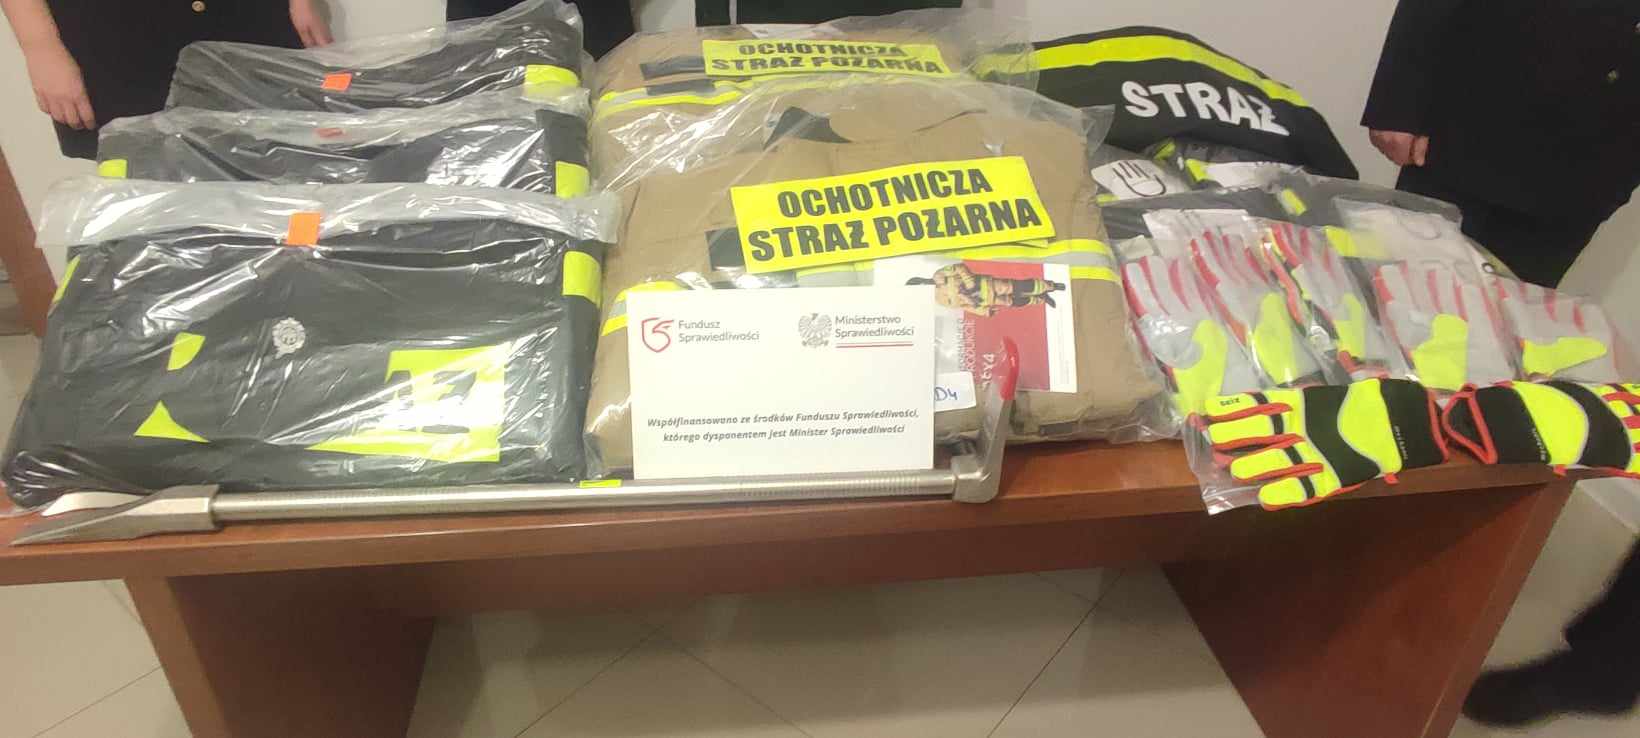 OCHOTNICZA
STRAŻ POŻARNA
STRAŻ
OCHOTNICZA
STRAŻ POŻARNA
Fundusz
Sprawiedliwości
Ministerstwo
Sprawiedliwości
Współfinansowano ze środków Funduszu Sprawiedliwości,
którego dysponentem jest Minister Sprawiedliwości
D4